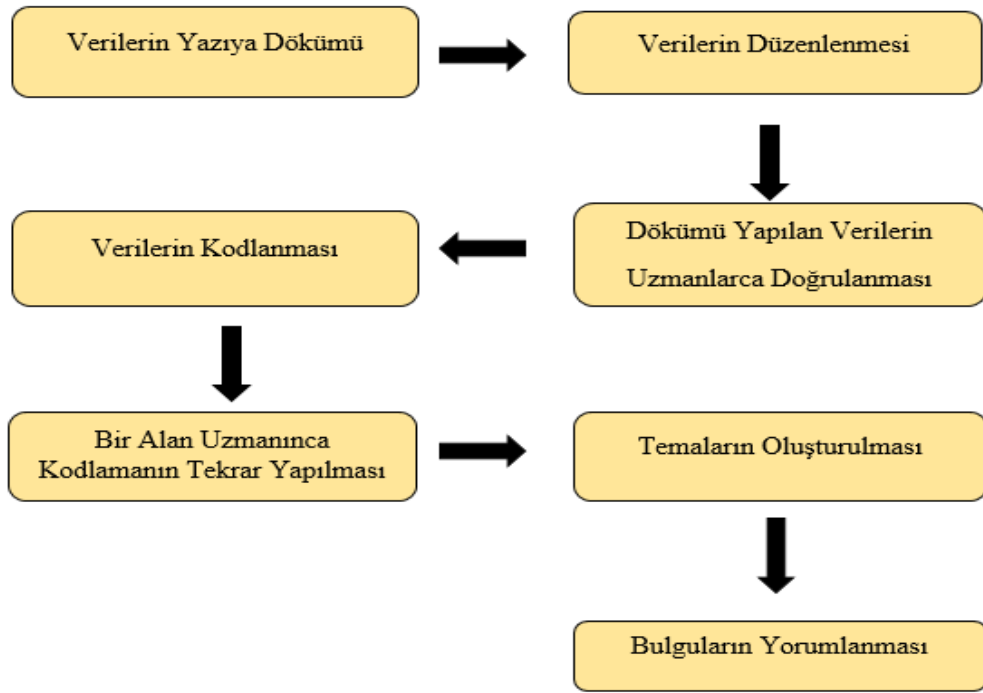 Verilerin Yazıya Dökümü
Verilerin Düzenlenmesi
Dökümü Yapılan Verilerin
Uzmanlarca Doğrulanması
Verilerin Kodlanması
Bir Alan Uzmanınca
Kodlamanın Tekrar Yapılması
Temaların Oluşturulması
Bulguların Yorumlanması